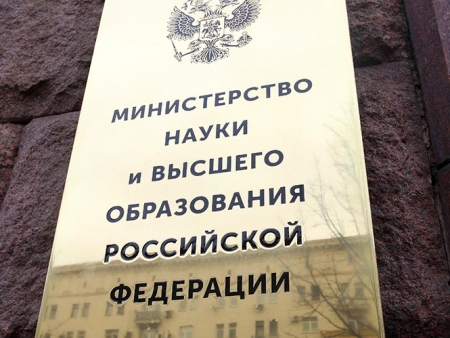 МИНИСТЕРСТВО
НАУКИ
и ВЫСШЕГО
ОБРАЗОВАНИЯ
РОССИЙСКОЙ
ФЕДЕРАЦИИ